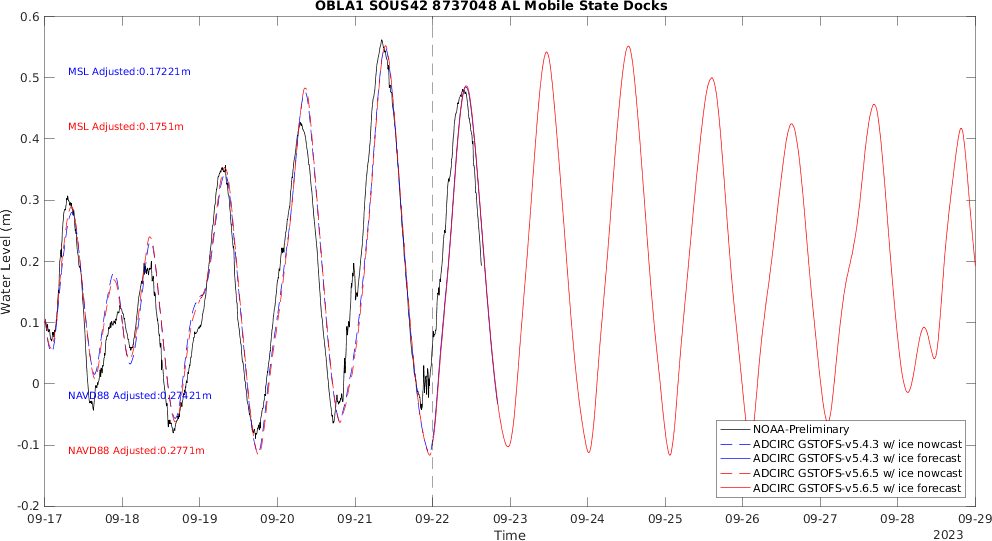 OBLA1 SOUS42 8737048 AL Mobile State Docks
0.6
0.5
0.4
0.3
0.2
0.1
0
-0.1
-0.2
Water Level (m)
MSL Adjusted:0.17221m
MSL Adjusted:0.1751m
NAVD88 Adjusted:0.27421m
NAVD88 Adjusted:0.2771m
NOAA-Preliminary
ADCIRC GSTOFS-v5.4.3 w/ ice nowcast
ADCIRC GSTOFS-v5.4.3 w/ ice forecast
ADCIRC GSTOFS-v5.6.5 w/ ice nowcast
ADCIRC GSTOFS-v5.6.5 w/ ice forecast
09-17 09-18 09-19 09-20 09-21 09-22 09-23 09-24 09-25 09-26 09-27 09-28 09-29
Time
2023